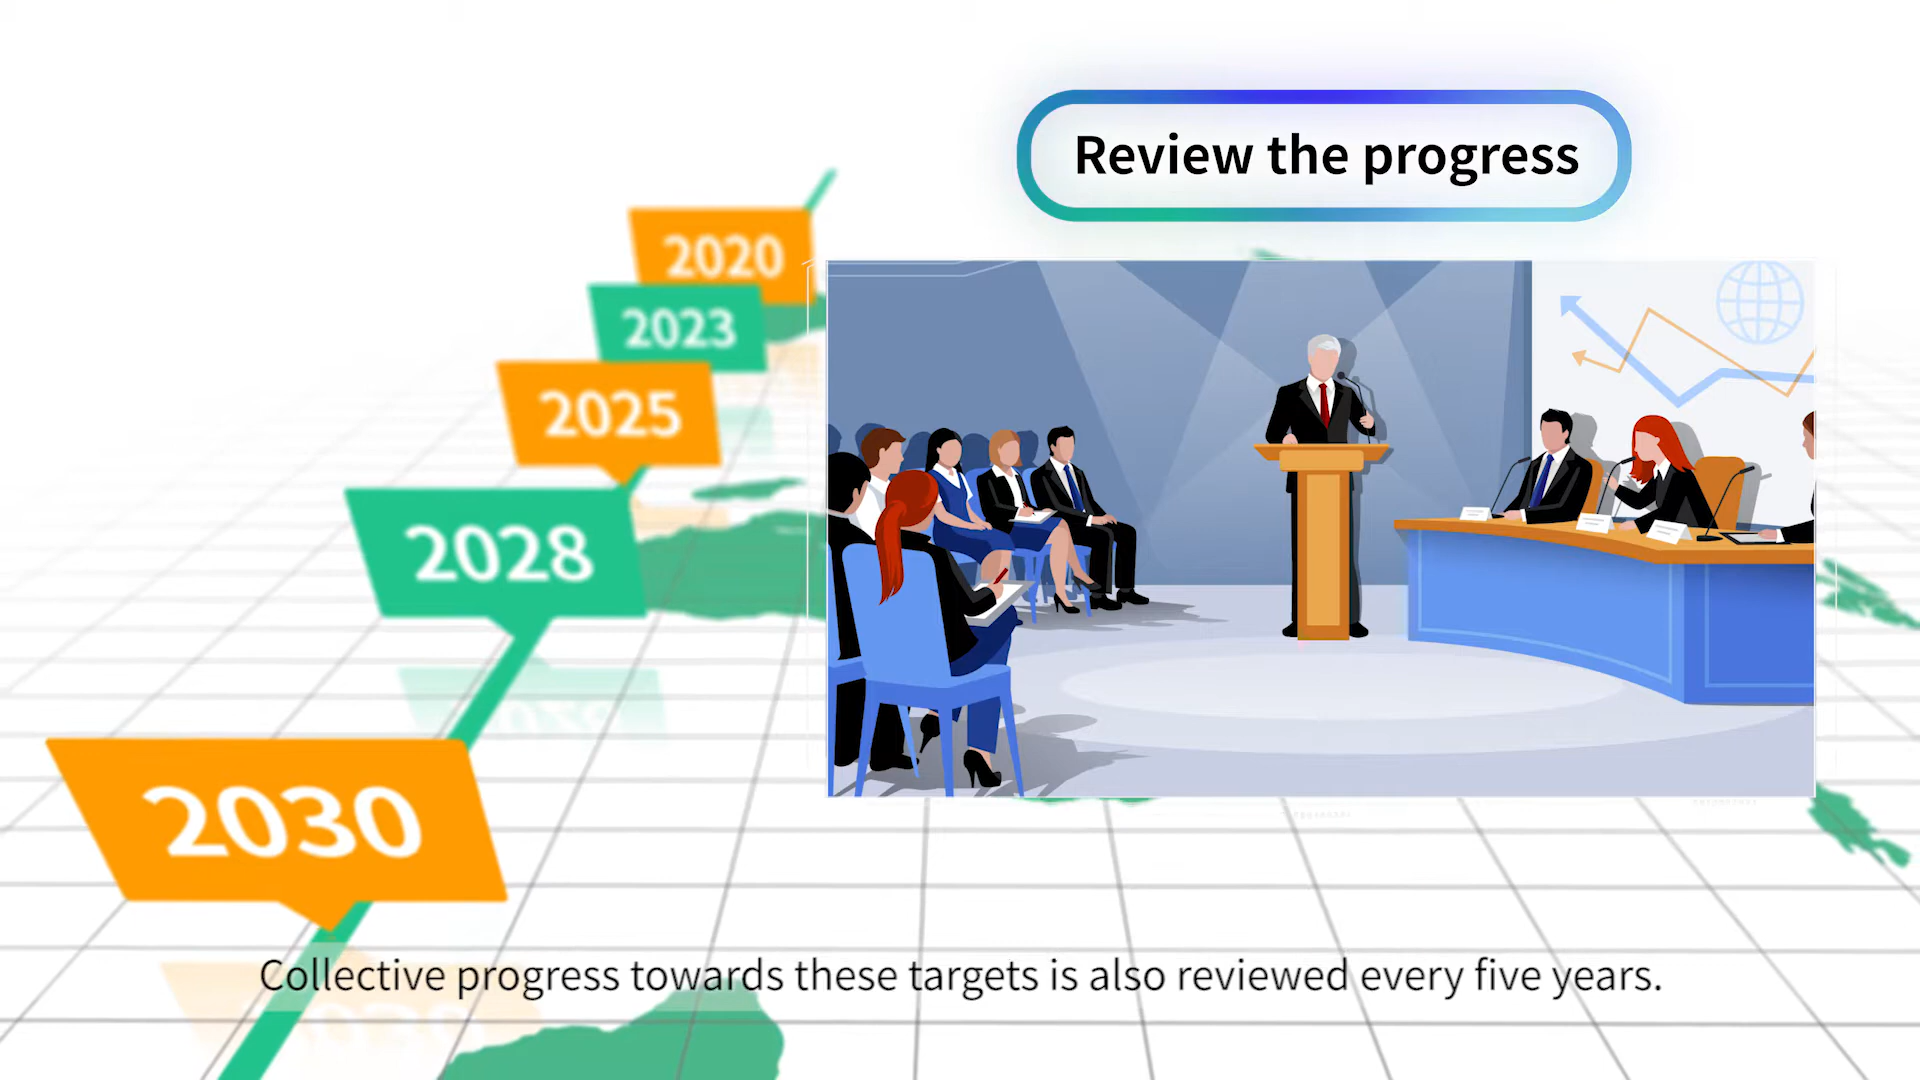 Review the progress
2020
2023
2025
2028
2030
Collective progress towards these targets is also reviewed every five years.